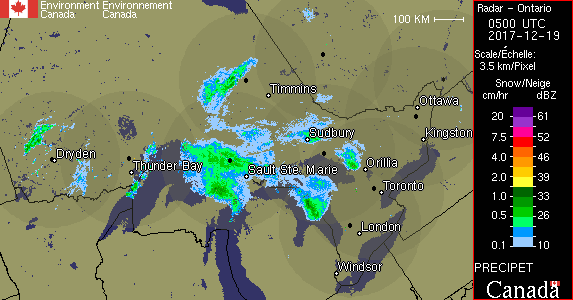 Environment Environnement
Canada Canada
100 KM
Timmins
Ottawa
Sudbury
Kingston
Dryden
Thunder Bay
Sault Ste. Marie
Orillia
Toronto
London
Windsor
Radar - Ontario
0500 UTC
2017-12-19
Scale/Échelle:
3.5 km/Pixel
Snow/Neige
cm/hr dBZ
20 61
7.5 52
4.0 46
2.0 39
1.0 33
0.5 26
0.1 10
PRECIPET
Canada